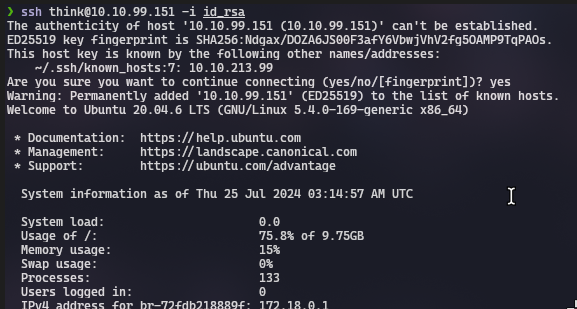 ❯ ssh think@10.10.99.151 -i id_rsa
The authenticity of host '10.10.99.151 (10.10.99.151)' can't be established.
ED25519 key fingerprint is SHA256:Ndgax/DOZA6JS00F3afY6VbwjVhV2fg5OAMP9TqPAOs.
This host key is known by the following other names/addresses:
    ~/.ssh/known_hosts:7: 10.10.213.99
Are you sure you want to continue connecting (yes/no/[fingerprint])? yes
Warning: Permanently added '10.10.99.151' (ED25519) to the list of known hosts.
Welcome to Ubuntu 20.04.6 LTS (GNU/Linux 5.4.0-169-generic x86_64)
 * Documentation:  https://help.ubuntu.com
 * Management:     https://landscape.canonical.com
 * Support:        https://ubuntu.com/advantage
  System information as of Thu 25 Jul 2024 03:14:57 AM UTC
  System load:                      0.0
  Usage of /:                       75.8% of 9.75GB
  Memory usage:                     15%
  Swap usage:                       0%
  Processes:                        133
  Users logged in:                  0
  IPv4 address for br-72fdb218889f: 172.18.0.1